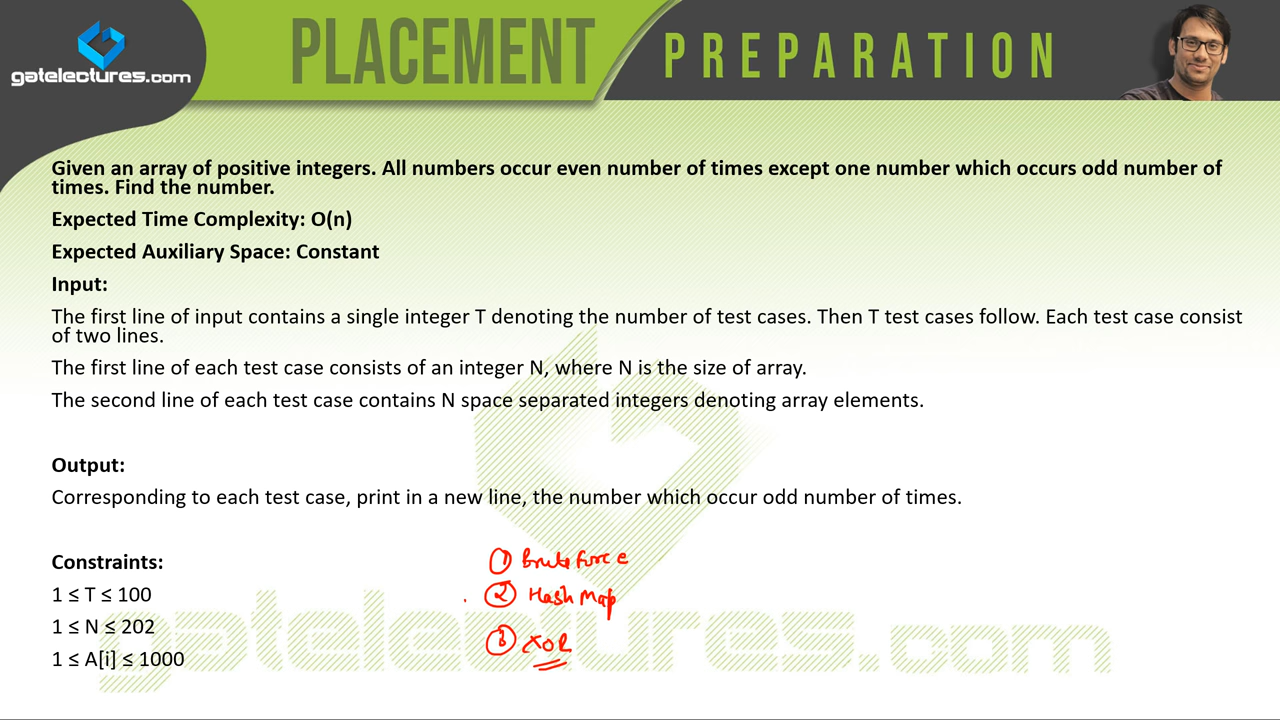 gatelectures.com
PLACEMENT PREPARATION
Given an array of positive integers. All numbers occur even number of times except one number which occurs odd number of
times. Find the number.
Expected Time Complexity: O(n)
Expected Auxiliary Space: Constant
Input:
The first line of input contains a single integer T denoting the number of test cases. Then T test cases follow. Each test case consist
of two lines.
The first line of each test case consists of an integer N, where N is the size of array.
The second line of each test case contains N space separated integers denoting array elements.
Output:
Corresponding to each test case, print in a new line, the number which occur odd number of times.
Constraints:
1 ≤ T ≤ 100
1 ≤ N ≤ 202
1 ≤ A[i] ≤ 1000
① Brute force
② Hash Map
③ XOR
gatelectures.com